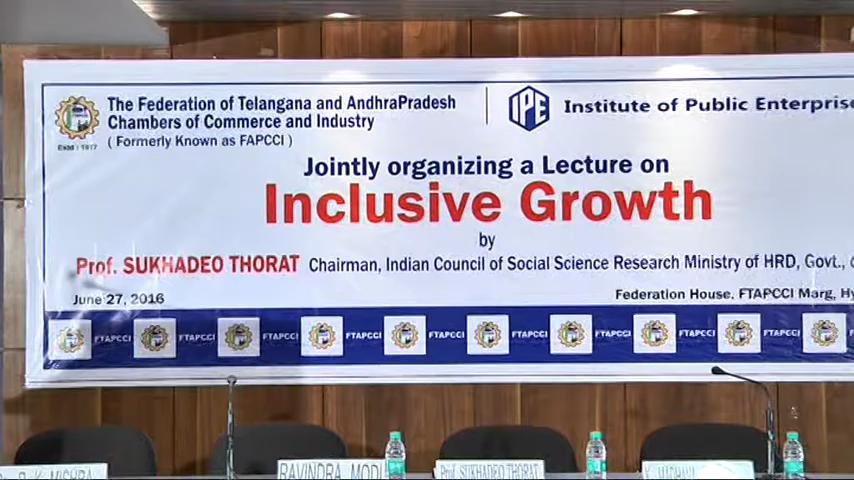 The Federation of Telangana and AndhraPradesh
Chambers of Commerce and Industry
( Formerly Known as FAPCCI )
Estd : 1917
IPE
Institute of Public Enterprise
Jointly organizing a Lecture on
Inclusive Growth
by
Prof. SUKHADEO THORAT Chairman, Indian Council of Social Science Research Ministry of HRD, Govt.,
June 27, 2016
Federation House, FTAPCCI Marg, Hy
FTAPCCI FTAPCCI FTAPCCI FTAPCCI FTAPCCI FTAPCCI FTAPCCI FTAPCCI FTAPCCI
R. K. MISHRA
RAVINDRA MODI
Prof. SUKHADEO THORAT